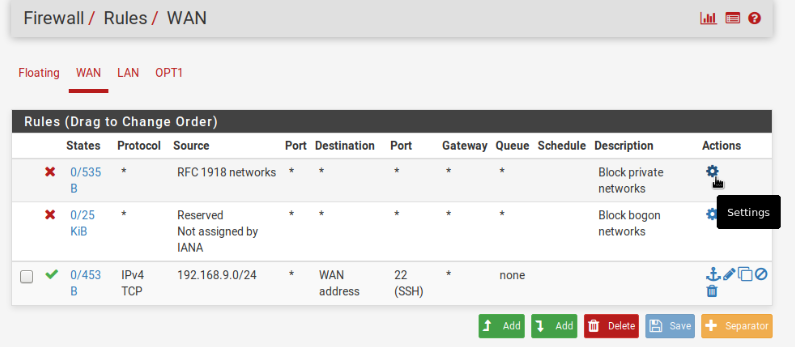 Firewall / Rules / WAN
Floating WAN LAN OPT1
Rules (Drag to Change Order)
States Protocol Source Port Destination Port Gateway Queue Schedule Description Actions
0/535 * RFC 1918 networks * * * * * Block private
B networks
0/25 * Reserved * * * * * Block bogon
KiB Not assigned by networks
IANA
Settings
0/453 IPv4 192.168.9.0/24 * WAN 22 * none
B TCP address (SSH)
Add Add Delete Save Separator